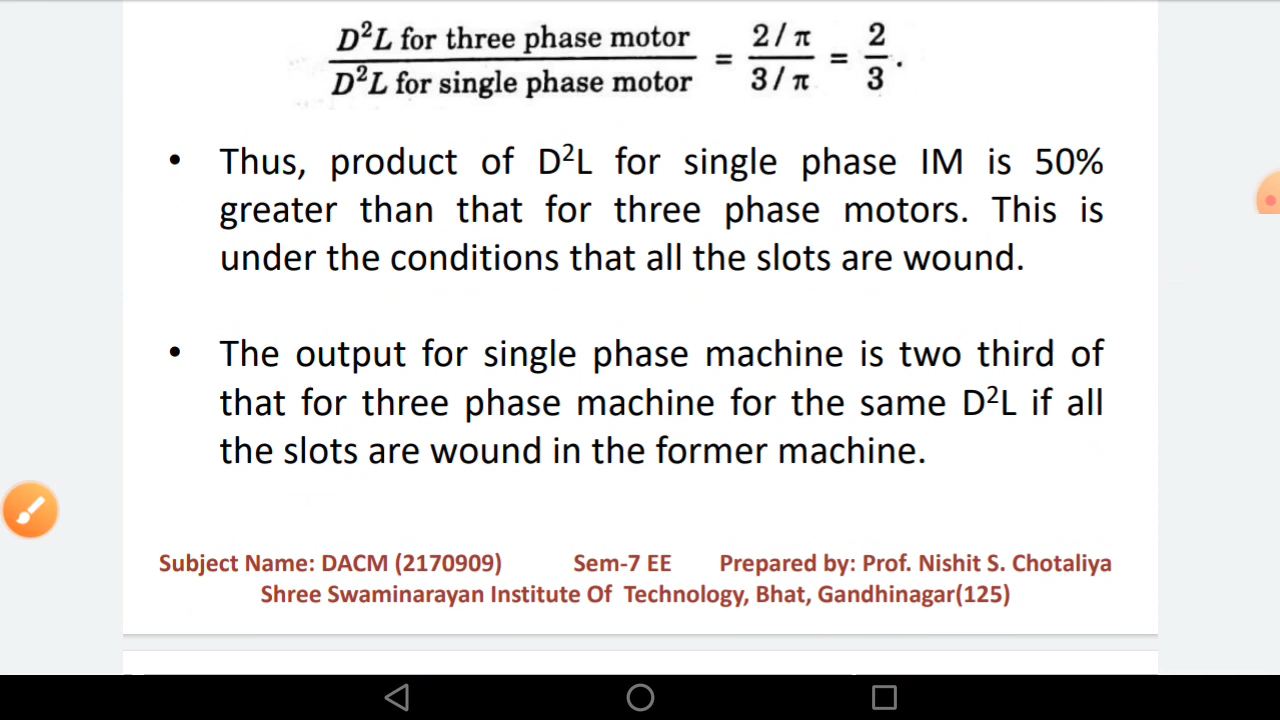 D²L for three phase motor / D²L for single phase motor = 2/π / 3/π = 2/3.
• Thus, product of D²L for single phase IM is 50%
greater than that for three phase motors. This is
under the conditions that all the slots are wound.
• The output for single phase machine is two third of
that for three phase machine for the same D²L if all
the slots are wound in the former machine.
Subject Name: DACM (2170909) Sem-7 EE Prepared by: Prof. Nishit S. Chotaliya
Shree Swaminarayan Institute Of Technology, Bhat, Gandhinagar(125)